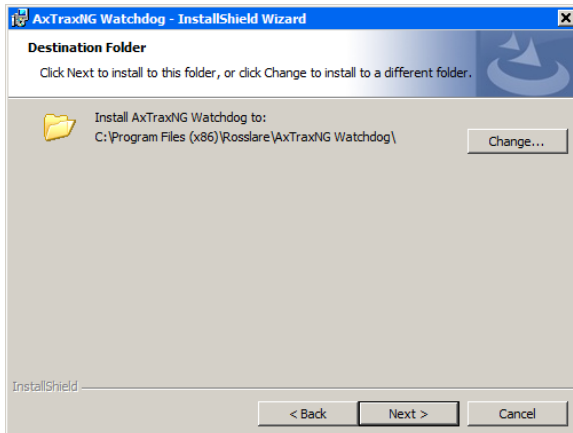 AxTraxNG Watchdog - InstallShield Wizard
Destination Folder
Click Next to install to this folder, or click Change to install to a different folder.
Install AxTraxNG Watchdog to:
C:\Program Files (x86)\Rosslare\AxTraxNG Watchdog\
Change...
InstallShield
< Back
Next >
Cancel